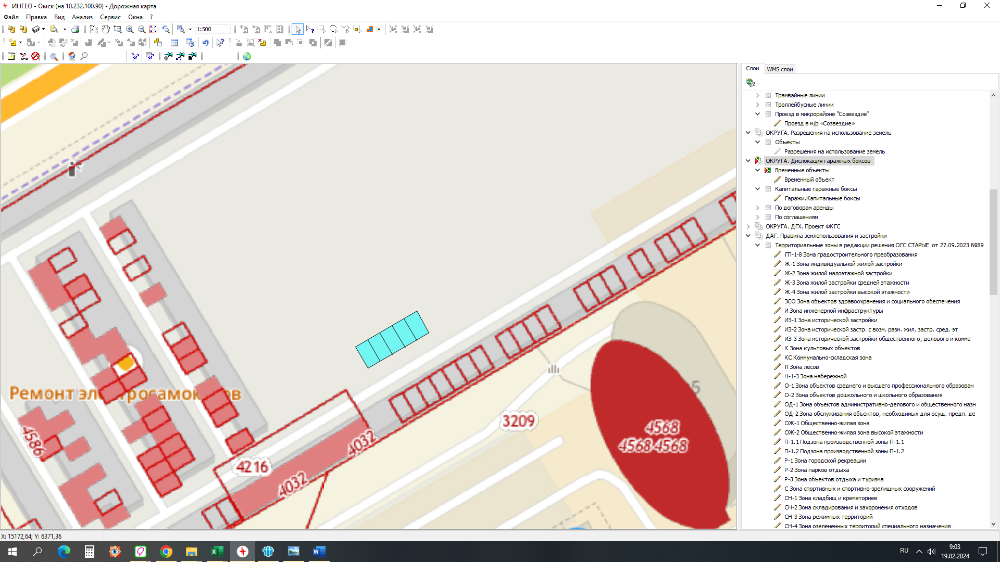 ИНГЕО - Омск (на 10.232.100.90) - Дорожная карта
Файл Правка Вид Анализ Сервис Окна ?
1:500
Слои WMS слои
Трамвайные линии
Троллейбусные линии
Проезд в микрорайоне "Созвездие"
Проезд в м/р «Созвездие»
ОКРУГА. Разрешения на использование земель
Объекты
Разрешения на использование земель
ОКРУГА. Дислокация гаражных боксов
Временные объекты
Временный объект
Капитальные гаражные боксы
Гаражи.Капитальные боксы
По договорам аренды
По соглашениям
ОКРУГА. ДГХ. Проект ФКГС
ДАГ. Правила землепользования и застройки
Территориальные зоны в редакции решения ОГС СТАРЫЕ от 27.09.2023 №89
ГП-1-8 Зона градостроительного преобразования
Ж-1 Зона индивидуальной жилой застройки
Ж-2 Зона жилой малоэтажной застройки
Ж-3 Зона жилой застройки средней этажности
Ж-4 Зона жилой застройки высокой этажности
ЗСО Зона объектов здравоохранения и социального обеспечения
И Зона инженерной инфраструктуры
ИЗ-1 Зона исторической застройки
ИЗ-2 Зона исторической застр. с возм. разм. жил. застр. сред. эт
ИЗ-3 Зона исторической застройки общественного, делового и комме
К Зона культовых объектов
КС Коммунально-складская зона
Л Зона лесов
Н-1-3 Зона набережной
О-1 Зона объектов среднего и высшего профессионального образован
О-2 Зона объектов дошкольного и школьного образования
ОД-1 Зона объектов административно-делового и общественного назн
ОД-2 Зона обслуживания объектов, необходимых для осущ. предп. де
ОЖ-1 Общественно-жилая зона
ОЖ-2 Общественно-жилая зона высокой этажности
П-1.1 Подзона производственной зоны П-1.1
П-1.2 Подзона производственной зоны П-1.2
Р-1 Зона городской рекреации
Р-2 Зона парков отдыха
Р-3 Зона объектов отдыха и туризма
С Зона спортивных и спортивно-зрелищных сооружений
СН-1 Зона кладбищ и крематориев
СН-2 Зона складирования и захоронения отходов
СН-3 Зона режимных территорий
СН-4 Зона озелененных территорий специального назначения
Ремонт электросамокатов
4586
4216
4032
4032
3209
5
4568
4568 4568
X: 15172,64; Y: 6371,36
RU
9:03
19.02.2024